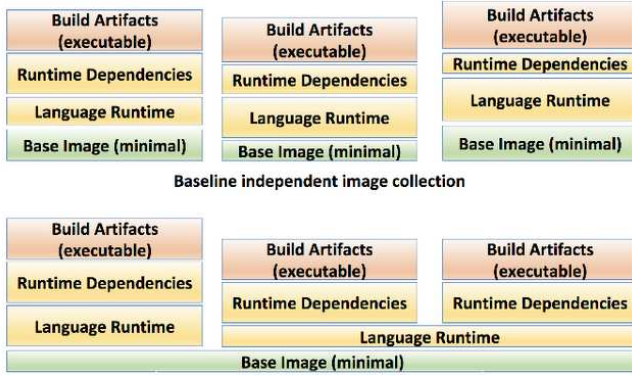 Build Artifacts
(executable)
Runtime Dependencies
Language Runtime
Base Image (minimal)
Build Artifacts
(executable)
Runtime Dependencies
Language Runtime
Base Image (minimal)
Build Artifacts
(executable)
Runtime Dependencies
Language Runtime
Base Image (minimal)
Baseline independent image collection
Build Artifacts
(executable)
Runtime Dependencies
Language Runtime
Build Artifacts
(executable)
Runtime Dependencies
Build Artifacts
(executable)
Runtime Dependencies
Language Runtime
Base Image (minimal)